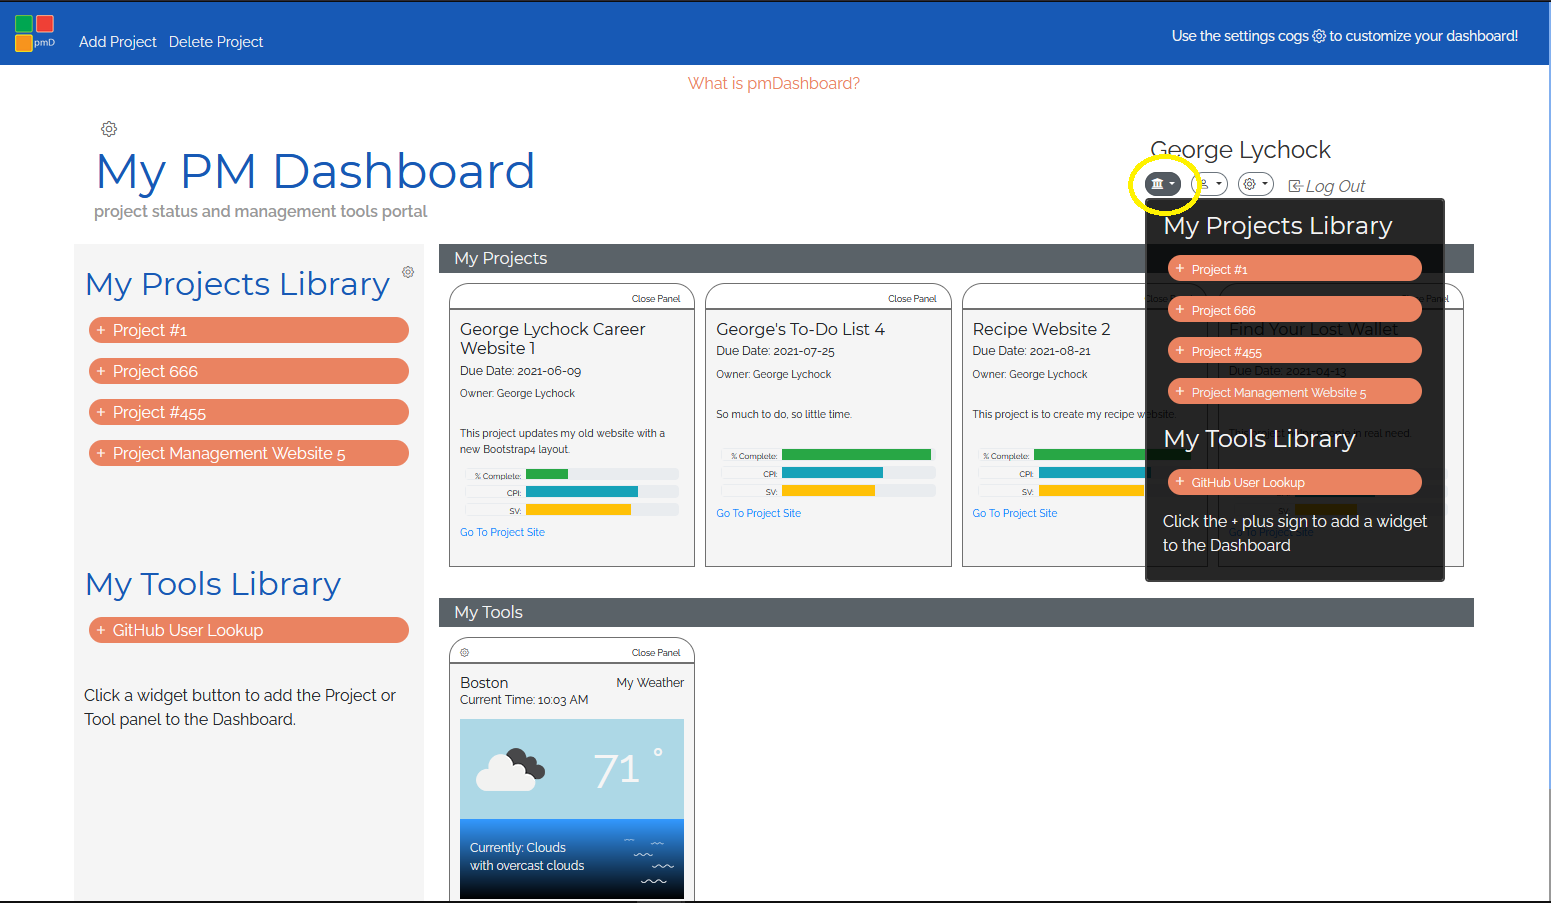 pmD
Add Project
Delete Project
Use the settings cogs to customize your dashboard!
What is pmDashboard?
My PM Dashboard
project status and management tools portal
George Lychock
Log Out
My Projects Library
+ Project #1
+ Project 666
+ Project #455
+ Project Management Website 5
My Tools Library
+ GitHub User Lookup
Click a widget button to add the Project or
Tool panel to the Dashboard.
My Projects
Close Panel
George Lychock Career
Website 1
Due Date: 2021-06-09
Owner: George Lychock
This project updates my old website with a
new Bootstrap4 layout.
% Complete:
CPI:
SV:
Go To Project Site
Close Panel
George's To-Do List 4
Due Date: 2021-07-25
Owner: George Lychock
So much to do, so little time.
% Complete:
CPI:
SV:
Go To Project Site
Close
Recipe Website 2
Due Date: 2021-08-21
Owner: George Lychock
This project is to create my recipe website.
% Complete:
CPI:
SV:
Go To Project Site
Panel
Find Your Lost Wallet
Due Date: 2021-04-13
in real need.
Go To Project Site
My Projects Library
+ Project #1
+ Project 666
+ Project #455
+ Project Management Website 5
My Tools Library
+ GitHub User Lookup
Click the + plus sign to add a widget
to the Dashboard
My Tools
Close Panel
Boston
My Weather
Current Time: 10:03 AM
71 °
Currently: Clouds
with overcast clouds